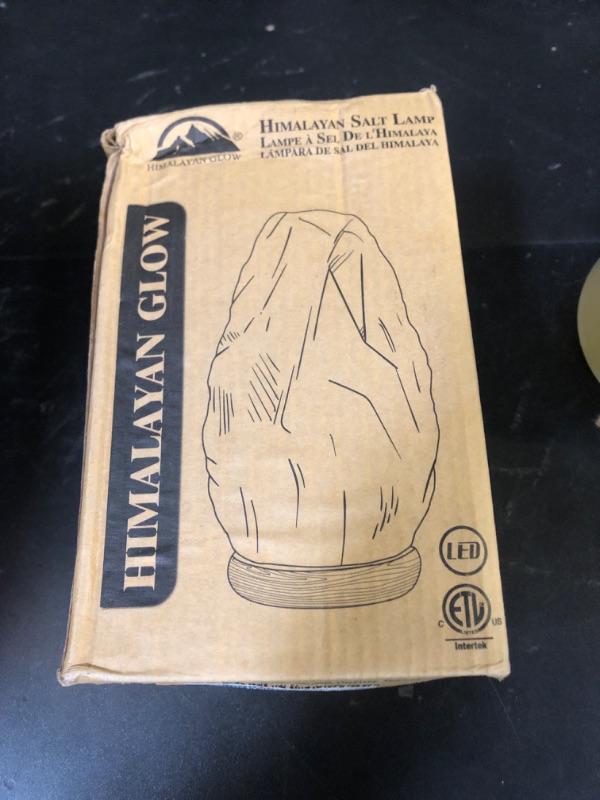 HIMALAYAN GLOW ®
HIMALAYAN SALT LAMP
LAMPE À SEL DE L'HIMALAYA
LÁMPARA DE SAL DEL HIMALAYA
HIMALAYAN GLOW
LED
C ETL US
Intertek